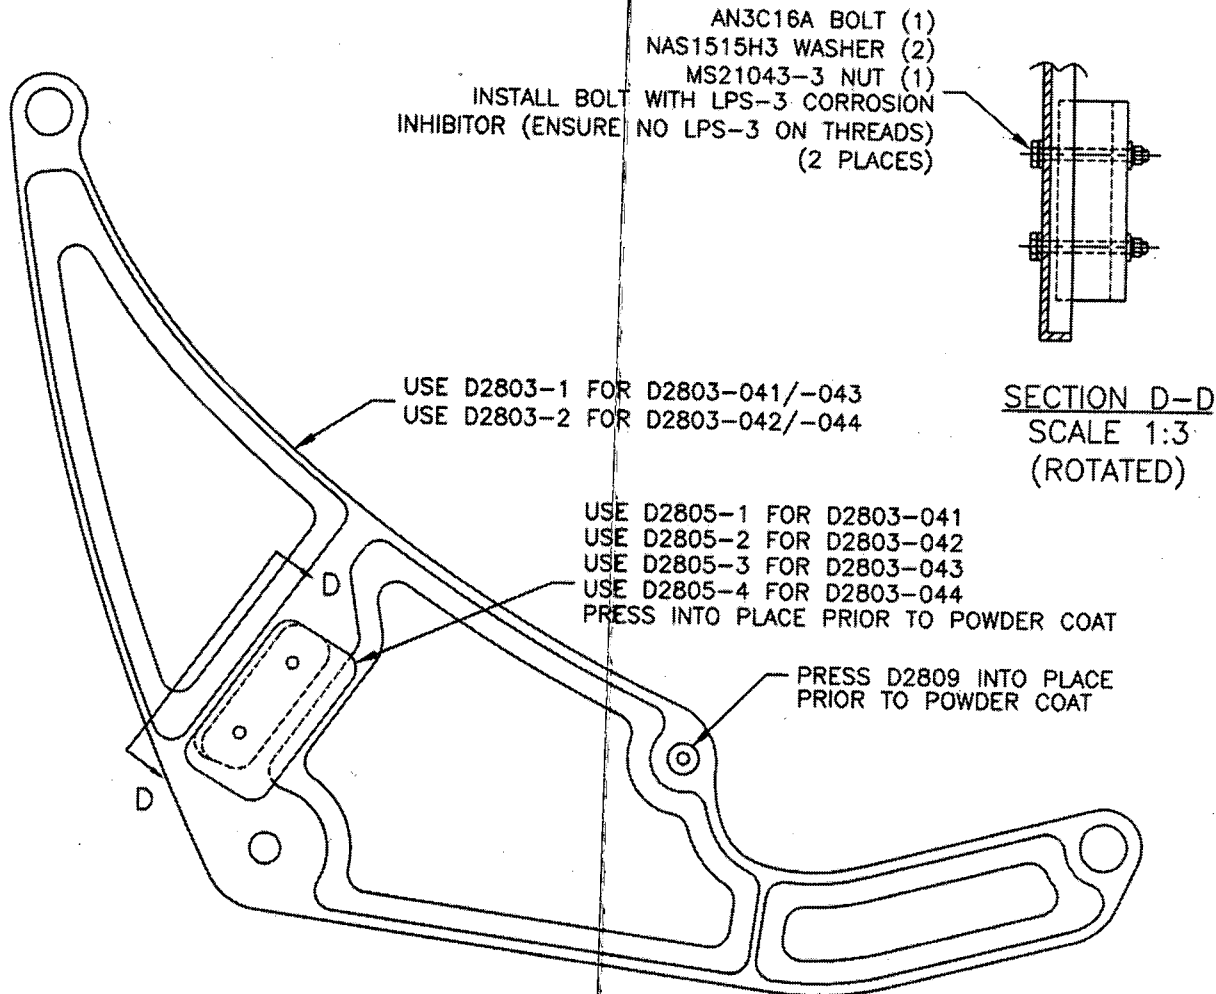 AN3C16A BOLT (1)
NAS1515H3 WASHER (2)
MS21043-3 NUT (1)
INSTALL BOLT WITH LPS-3 CORROSION
INHIBITOR (ENSURE NO LPS-3 ON THREADS)
(2 PLACES)
SECTION D-D
SCALE 1:3
(ROTATED)
USE D2803-1 FOR D2803-041/-043
USE D2803-2 FOR D2803-042/-044
USE D2805-1 FOR D2803-041
USE D2805-2 FOR D2803-042
USE D2805-3 FOR D2803-043
USE D2805-4 FOR D2803-044
PRESS INTO PLACE PRIOR TO POWDER COAT
D
PRESS D2809 INTO PLACE
PRIOR TO POWDER COAT
D